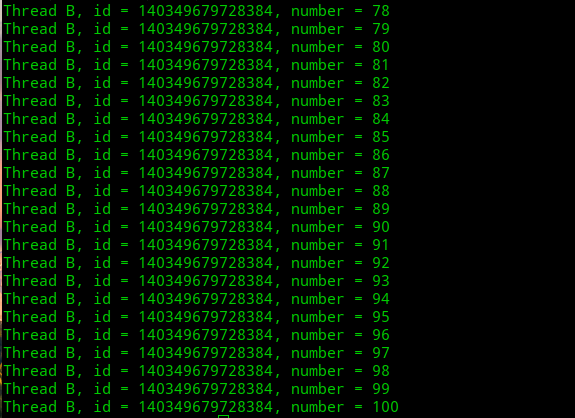 Thread B, id = 140349679728384, number = 78
Thread B, id = 140349679728384, number = 79
Thread B, id = 140349679728384, number = 80
Thread B, id = 140349679728384, number = 81
Thread B, id = 140349679728384, number = 82
Thread B, id = 140349679728384, number = 83
Thread B, id = 140349679728384, number = 84
Thread B, id = 140349679728384, number = 85
Thread B, id = 140349679728384, number = 86
Thread B, id = 140349679728384, number = 87
Thread B, id = 140349679728384, number = 88
Thread B, id = 140349679728384, number = 89
Thread B, id = 140349679728384, number = 90
Thread B, id = 140349679728384, number = 91
Thread B, id = 140349679728384, number = 92
Thread B, id = 140349679728384, number = 93
Thread B, id = 140349679728384, number = 94
Thread B, id = 140349679728384, number = 95
Thread B, id = 140349679728384, number = 96
Thread B, id = 140349679728384, number = 97
Thread B, id = 140349679728384, number = 98
Thread B, id = 140349679728384, number = 99
Thread B, id = 140349679728384, number = 100